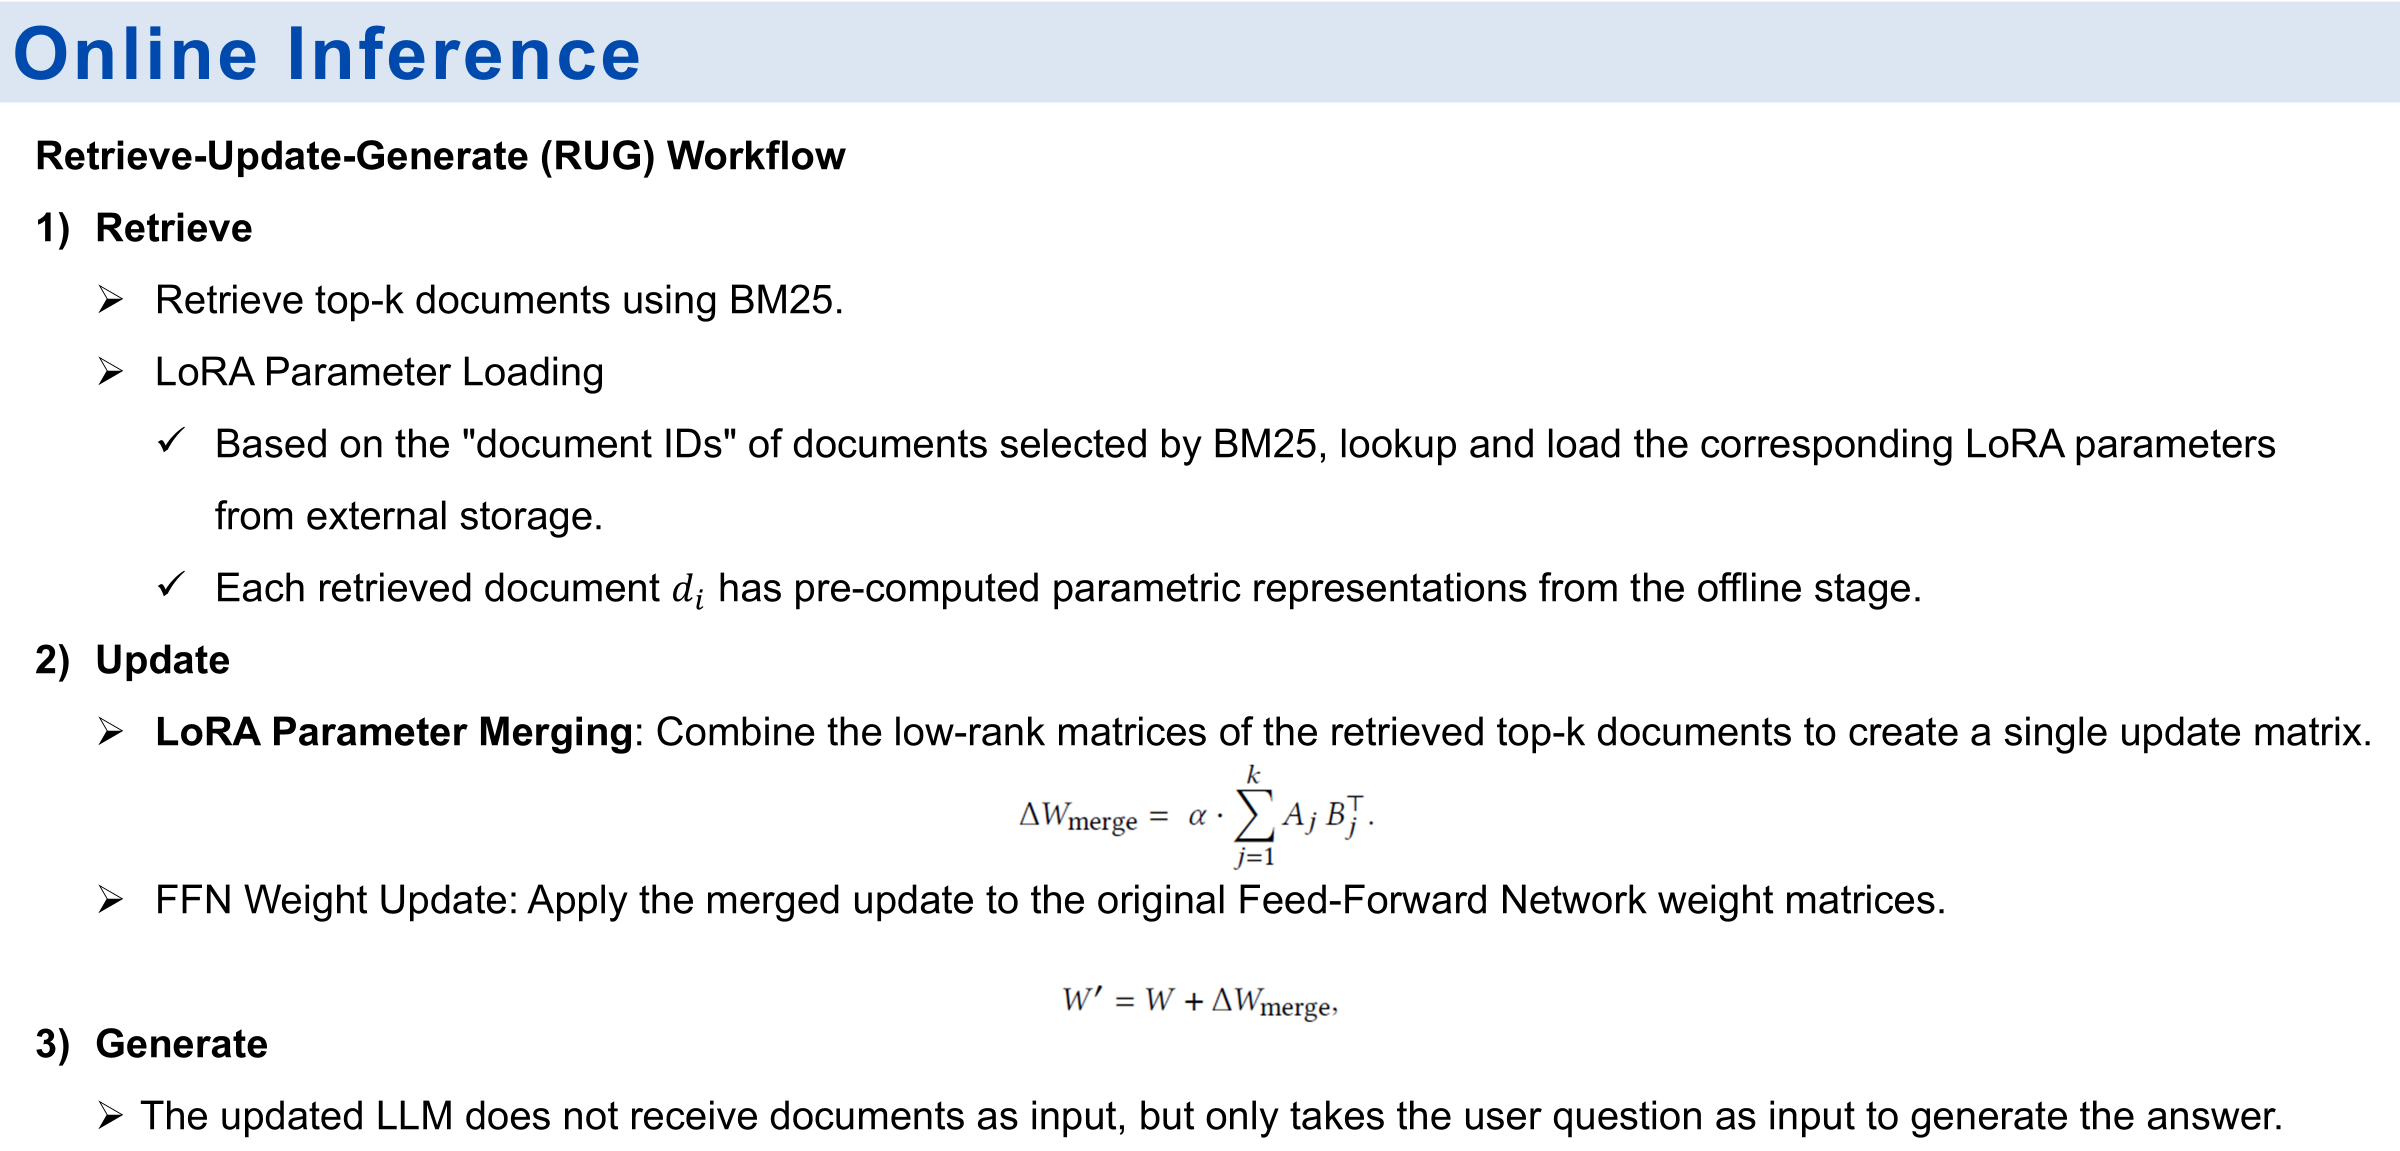 Online Inference
Retrieve-Update-Generate (RUG) Workflow
1) Retrieve
➢ Retrieve top-k documents using BM25.
➢ LoRA Parameter Loading
✓ Based on the "document IDs" of documents selected by BM25, lookup and load the corresponding LoRA parameters
from external storage.
✓ Each retrieved document $d_i$ has pre-computed parametric representations from the offline stage.
2) Update
➢ LoRA Parameter Merging: Combine the low-rank matrices of the retrieved top-k documents to create a single update matrix.
$\Delta W_{\text{merge}} = \alpha \cdot \sum_{j=1}^{k} A_j B_j^\top.$
➢ FFN Weight Update: Apply the merged update to the original Feed-Forward Network weight matrices.
$W' = W + \Delta W_{\text{merge}},$
3) Generate
➢ The updated LLM does not receive documents as input, but only takes the user question as input to generate the answer.